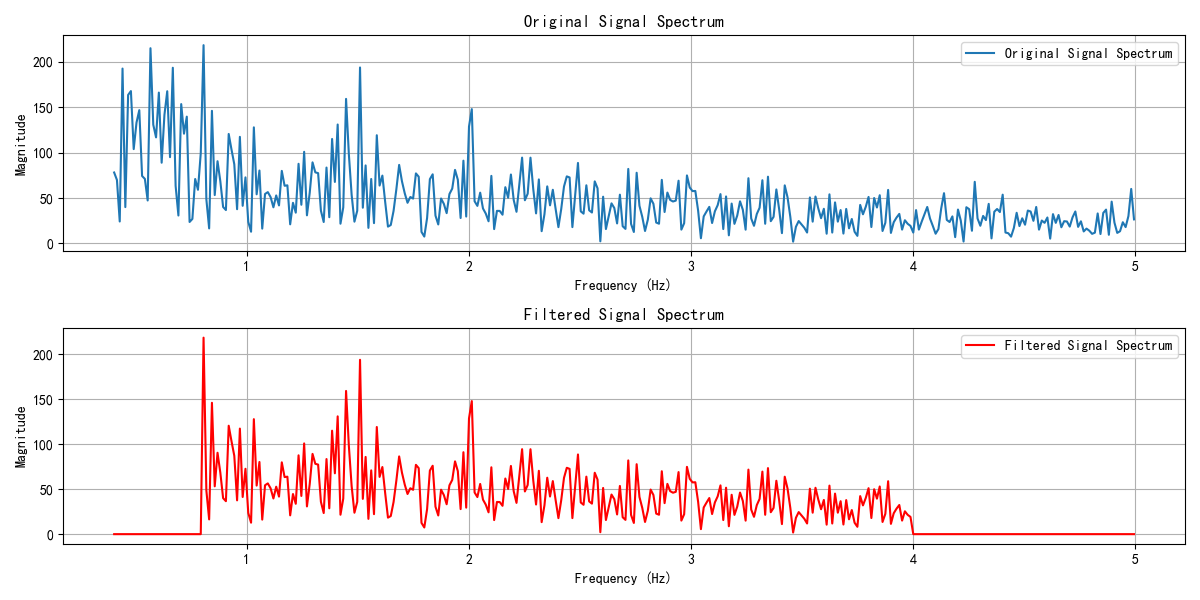 Original Signal Spectrum
Original Signal Spectrum
Magnitude
200
150
100
50
0
1 2 3 4 5
Frequency (Hz)
Filtered Signal Spectrum
Filtered Signal Spectrum
Magnitude
200
150
100
50
0
1 2 3 4 5
Frequency (Hz)